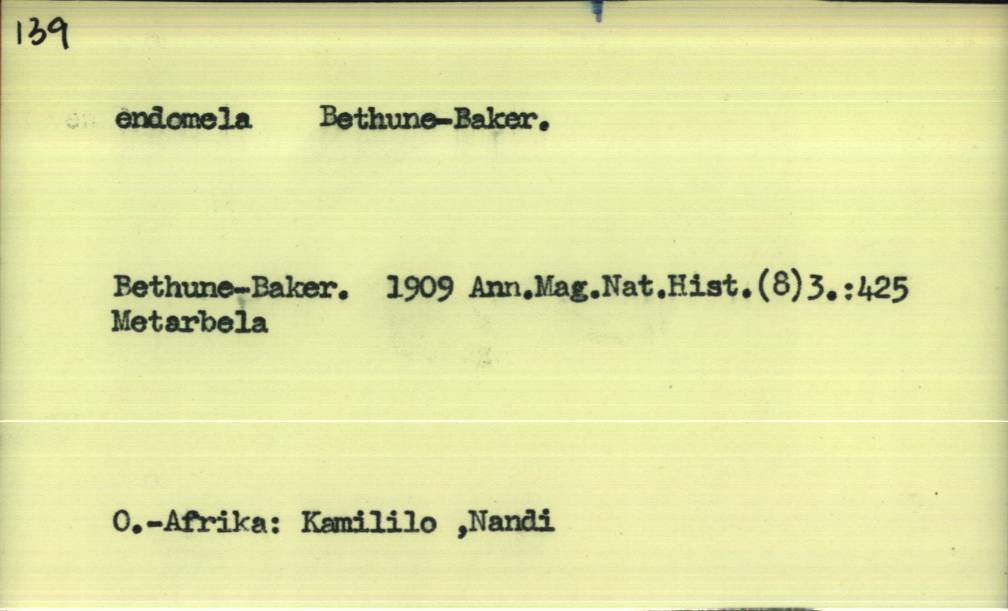 139
endomela Bethune-Baker.
Bethune-Baker. 1909 Ann.Mag.Nat.Hist.(8)3.:425
Metarbela
O.-Afrika: Kamililo ,Nandi